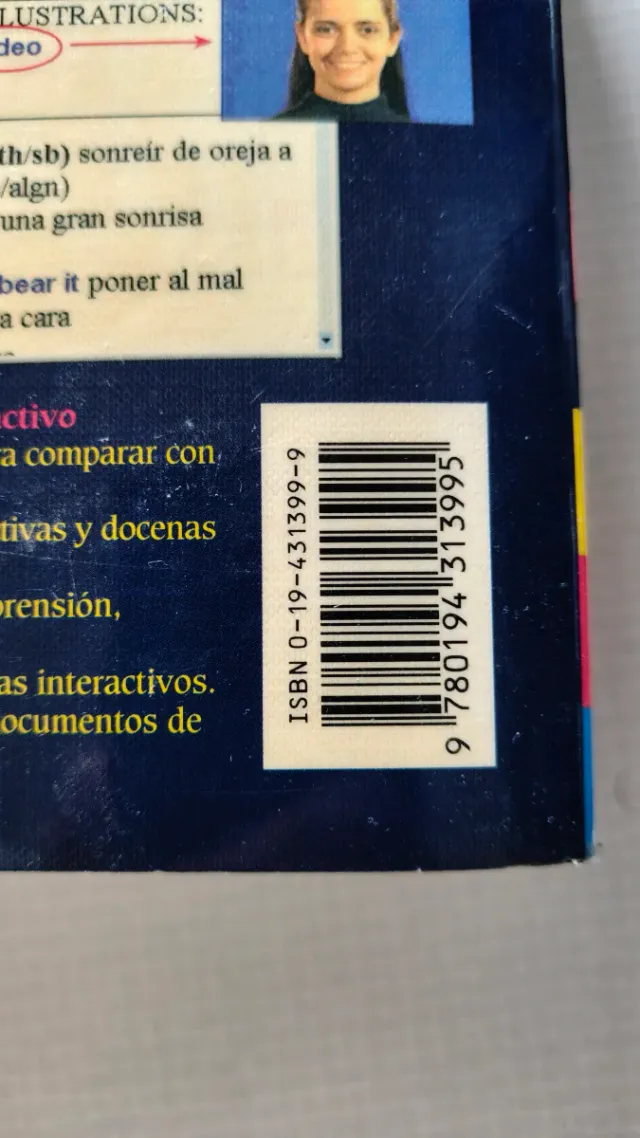 LUSTRATIONS:
deo
th/sb) sonreír de oreja a
/algn)
una gran sonrisa
bear it poner al mal
a cara
ctivo
a comparar con
tivas y docenas
prensión,
as interactivos.
ocumentos de
ISBN 0-19-431399-9
9 780194 313995